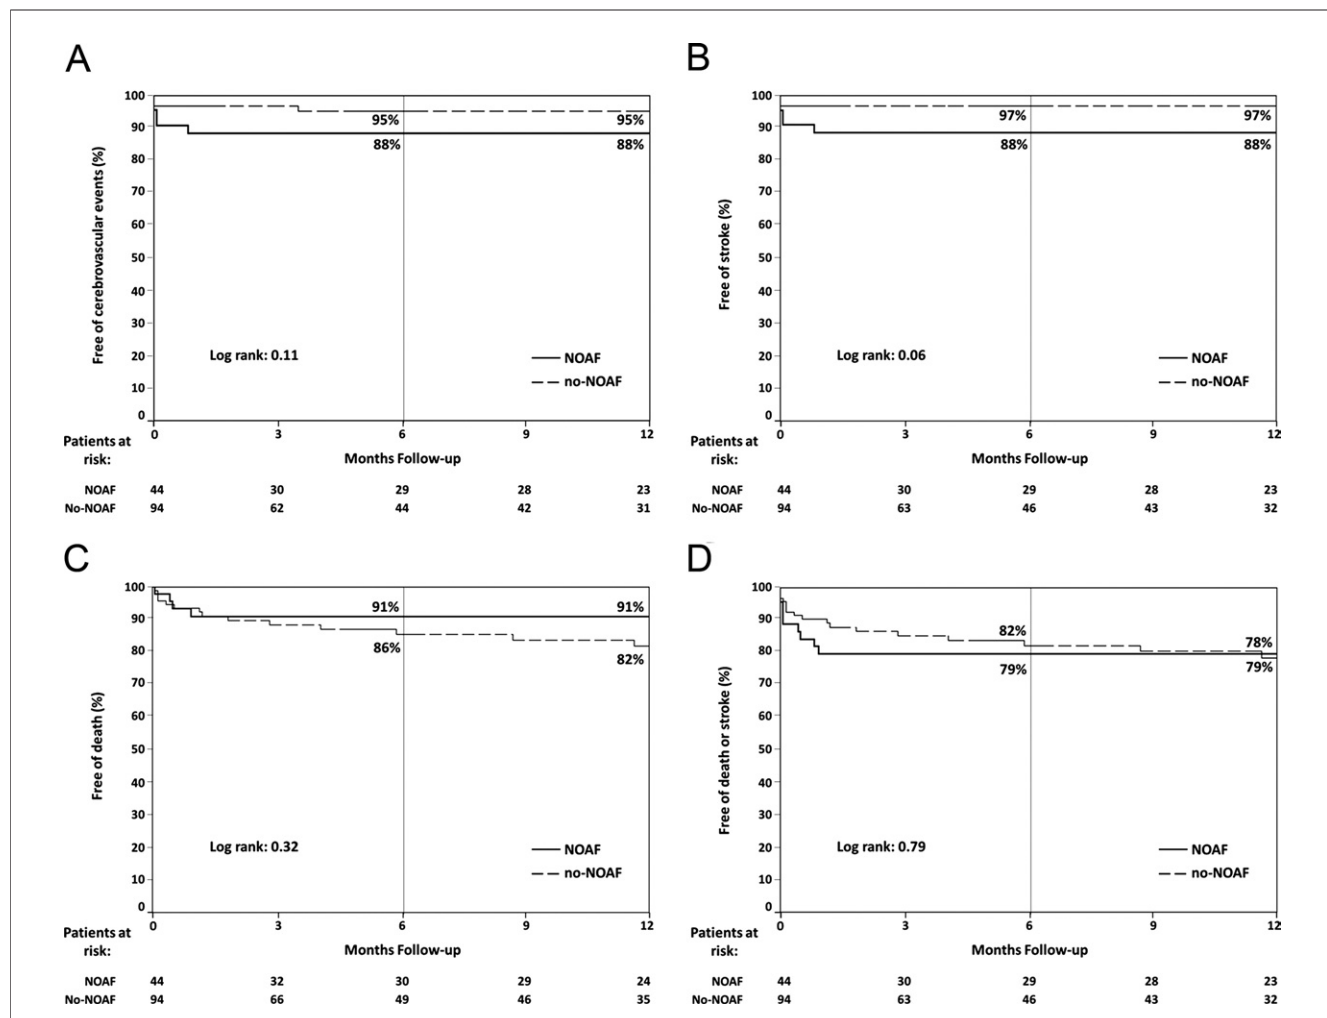 A
B
100
90
80
70
60
50
40
30
20
10
0
Free of cerebrovascular events (%)
95%
95%
88%
88%
Log rank: 0.11
NOAF
no-NOAF
0 3 6 9 12
Patients at
risk:
Months Follow-up
NOAF 44 30 29 28 23
No-NOAF 94 62 44 42 31
100
90
80
70
60
50
40
30
20
10
0
Free of stroke (%)
97%
97%
88%
88%
Log rank: 0.06
NOAF
no-NOAF
0 3 6 9 12
Patients at
risk:
Months Follow-up
NOAF 44 30 29 28 23
No-NOAF 94 63 46 43 32
C
D
100
90
80
70
60
50
40
30
20
10
0
Free of death (%)
91%
91%
86%
82%
Log rank: 0.32
NOAF
no-NOAF
0 3 6 9 12
Patients at
risk:
Months Follow-up
NOAF 44 32 30 29 24
No-NOAF 94 66 49 46 35
100
90
80
70
60
50
40
30
20
10
0
Free of death or stroke (%)
82%
78%
79%
79%
Log rank: 0.79
NOAF
no-NOAF
0 3 6 9 12
Patients at
risk:
Months Follow-up
NOAF 44 30 29 28 23
No-NOAF 94 63 46 43 32